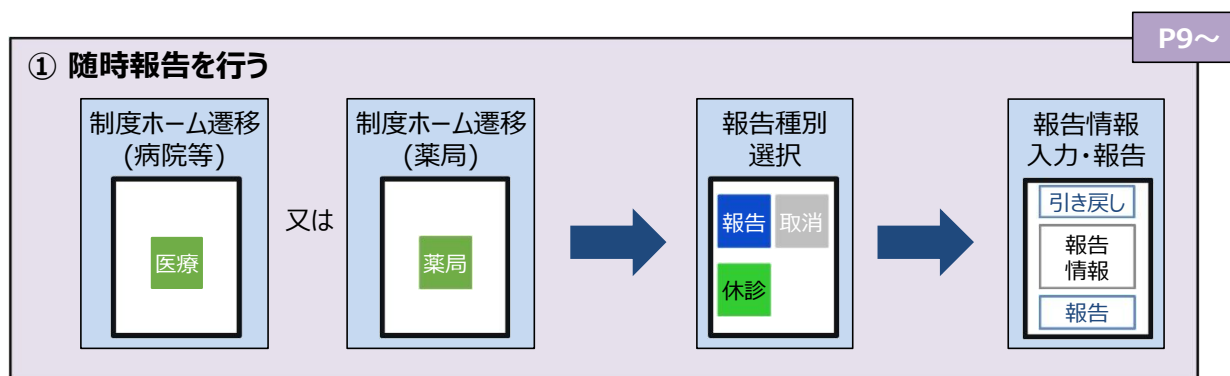 P9～
① 随時報告を行う
制度ホーム遷移
(病院等)
医療
又は
制度ホーム遷移
(薬局)
薬局
報告種別
選択
報告
取消
休診
報告情報
入力・報告
引き戻し
報告
情報
報告